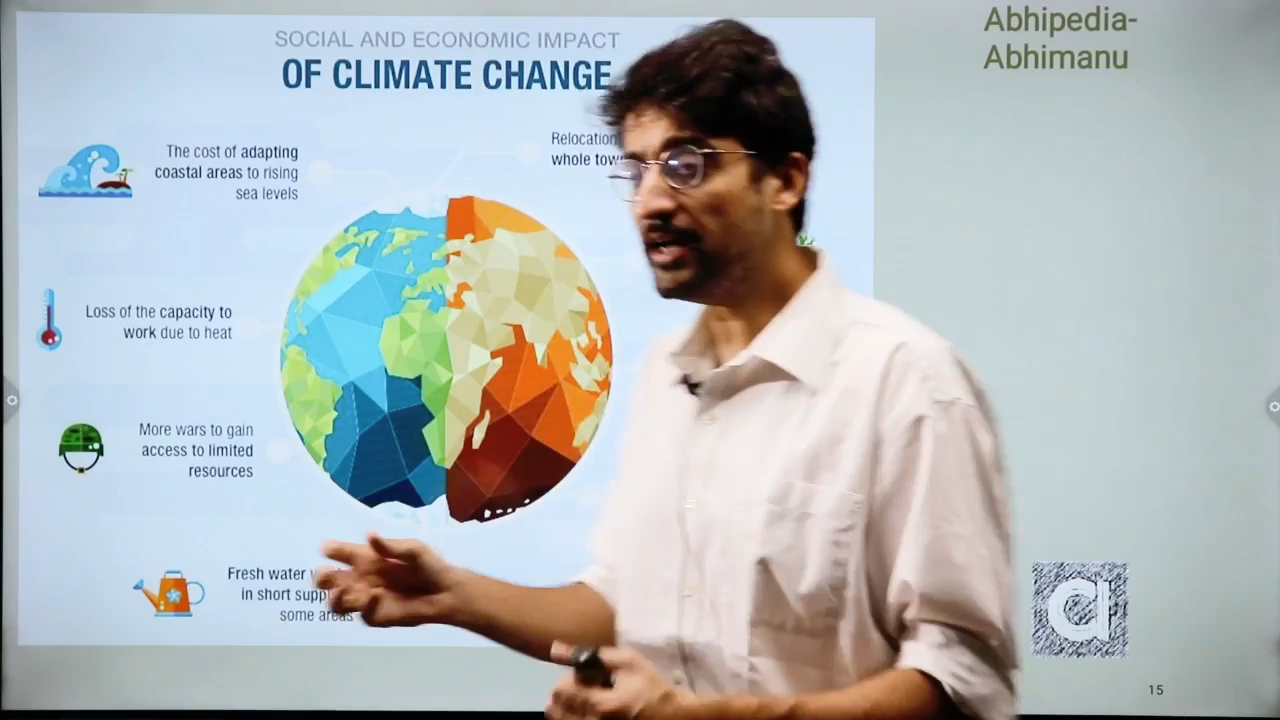 SOCIAL AND ECONOMIC IMPACT
OF CLIMATE CHANGE
Abhipedia-
Abhimanu
The cost of adapting
coastal areas to rising
sea levels
Relocation
whole
Loss of the capacity to
work due to heat
More wars to gain
access to limited
resources
Fresh water
in short
some areas
a
15